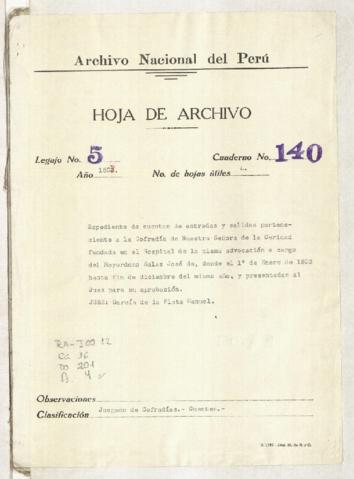 Archivo Nacional del Perú
HOJA DE ARCHIVO
Legajo No. 5 Cuaderno No. 140
Año 1803. No. de hojas útiles
Expediente de cuentas de entradas y salidas pertene-
ciente a la Cofradía de Nuestra Señora de la Caridad
fundada en el Hospital de la misma advocación a cargo
del Mayordomo Salas José de, desde el 1° de Enero de 1803
hasta fin de diciembre del mismo año, y presentadas al
Juez para su aprobación.
JUEZ: García de la Plata Manuel.
Observaciones
Clasificación Juzgado de Cofradías.- Cuentas.-